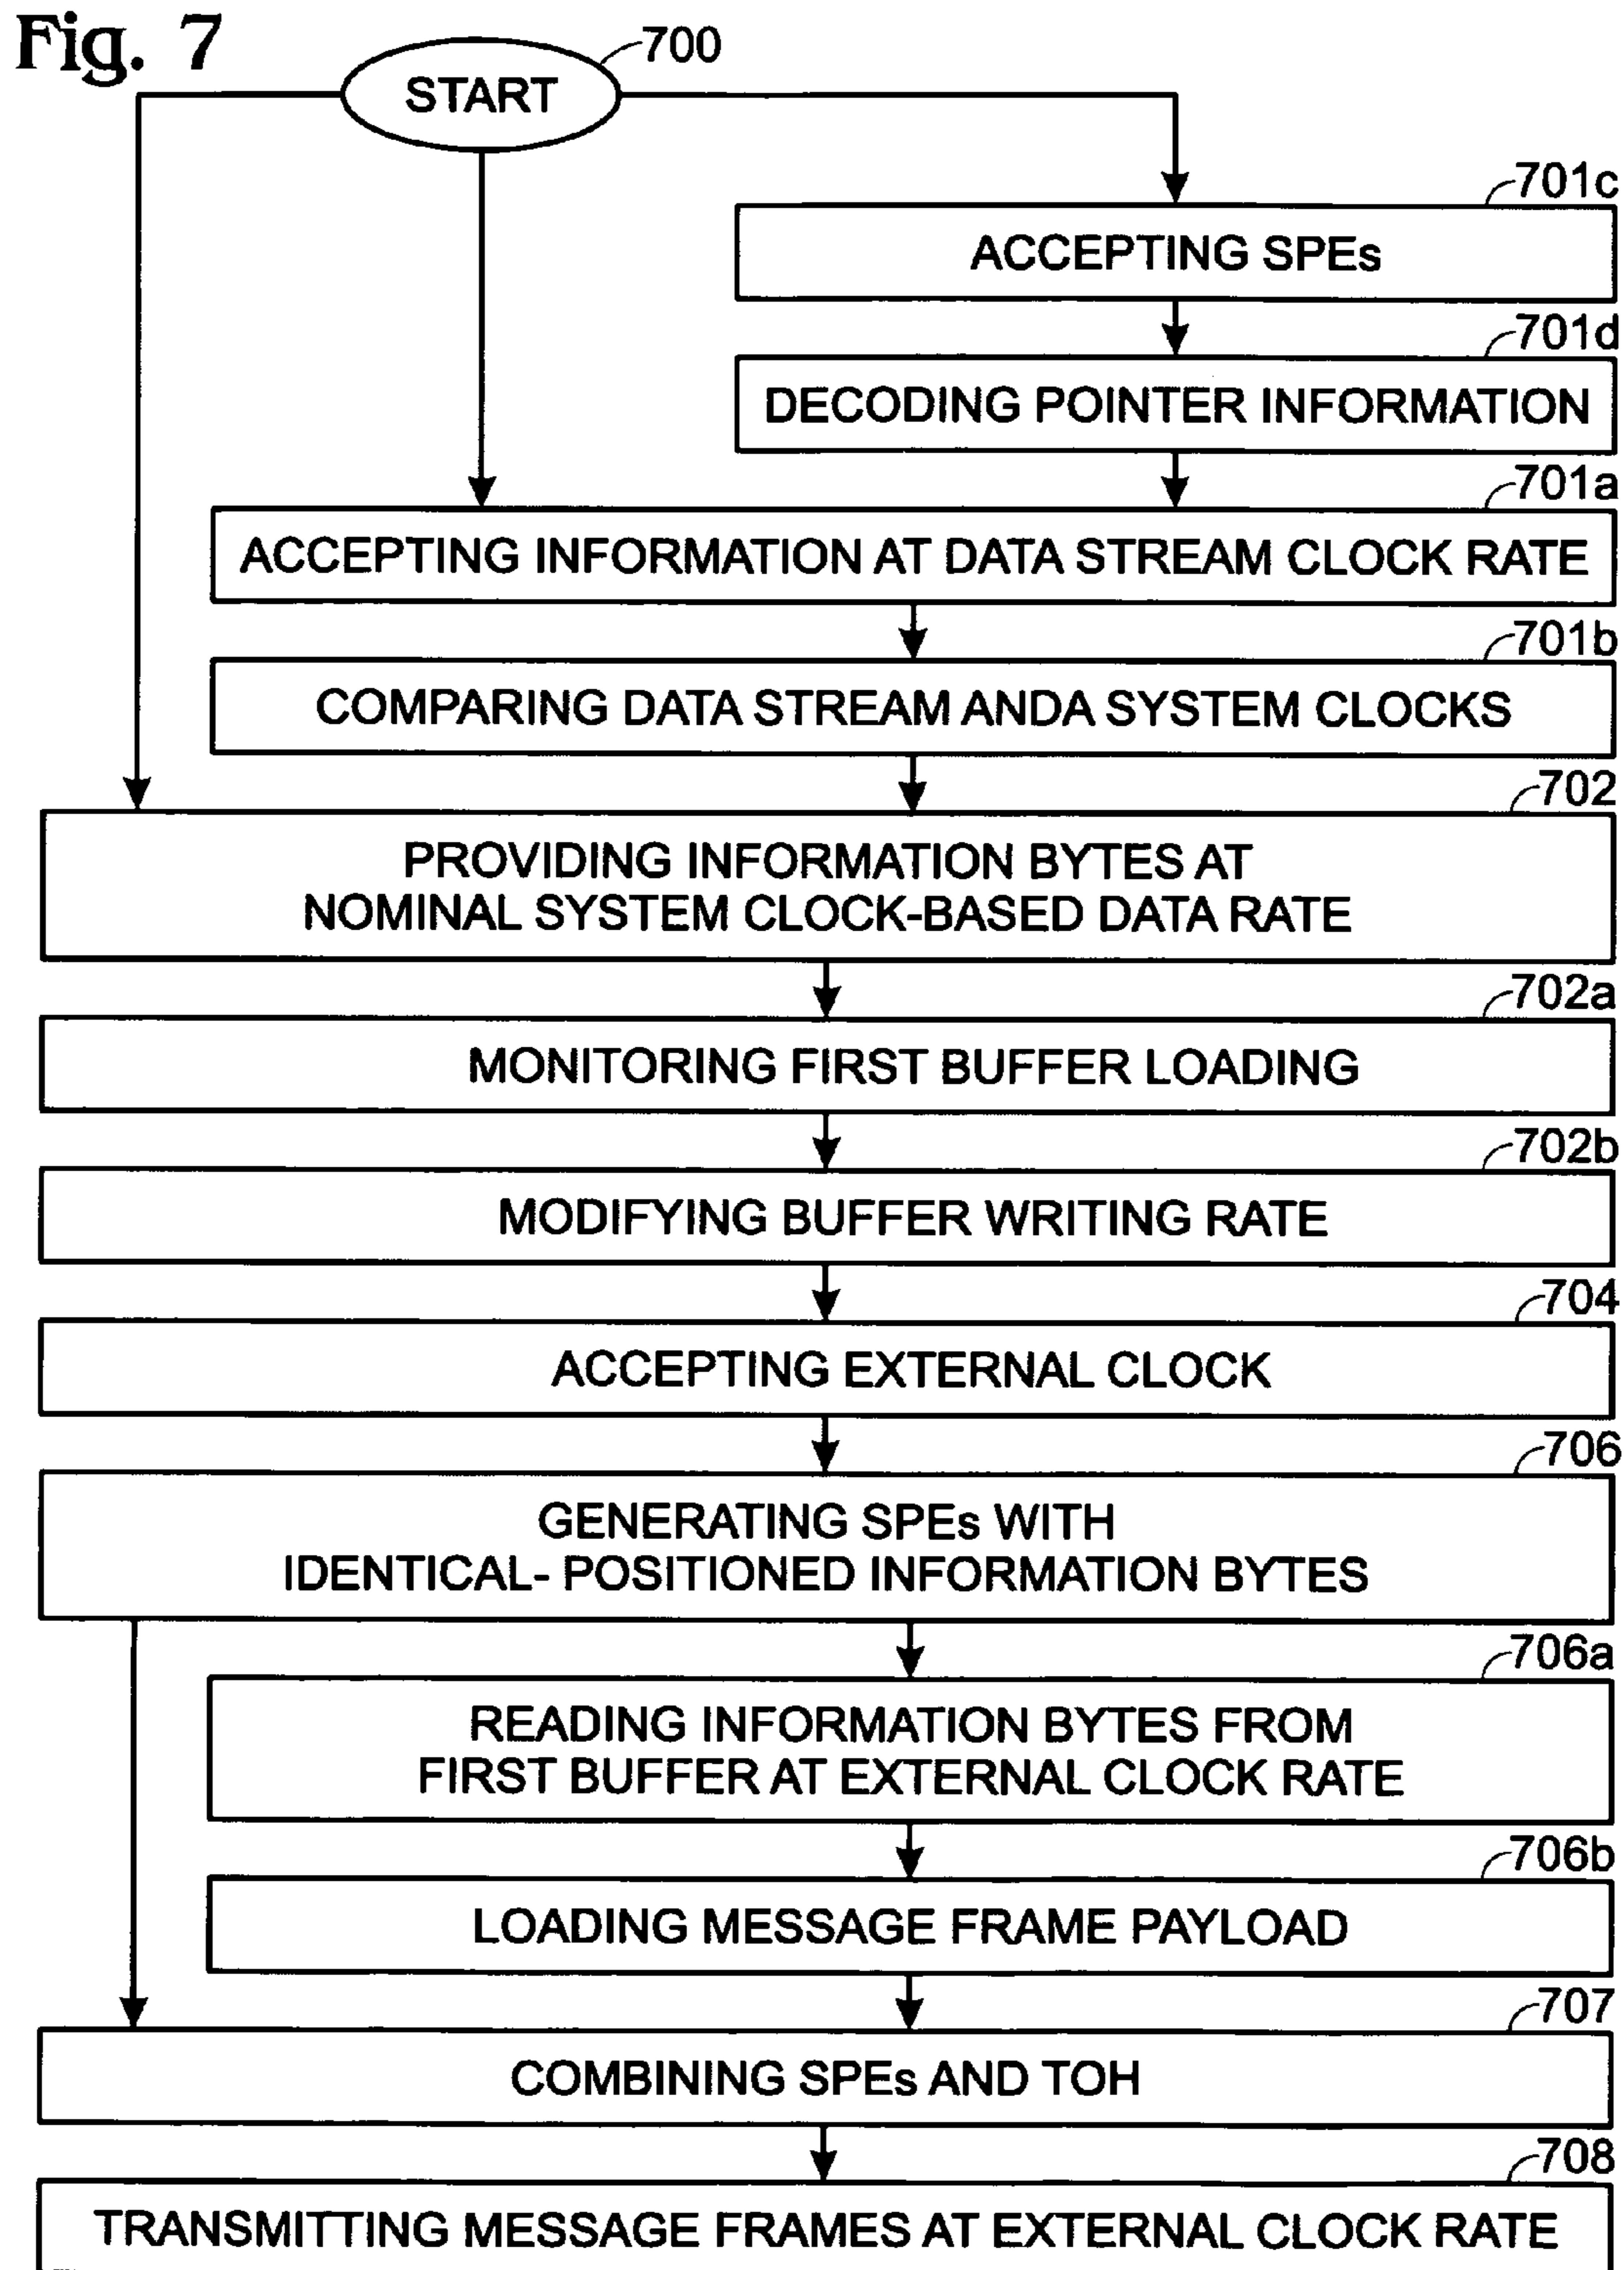 Fig. 7
700
START
701c
ACCEPTING SPEs
701d
DECODING POINTER INFORMATION
701a
ACCEPTING INFORMATION AT DATA STREAM CLOCK RATE
701b
COMPARING DATA STREAM ANDA SYSTEM CLOCKS
702
PROVIDING INFORMATION BYTES AT
NOMINAL SYSTEM CLOCK-BASED DATA RATE
702a
MONITORING FIRST BUFFER LOADING
702b
MODIFYING BUFFER WRITING RATE
704
ACCEPTING EXTERNAL CLOCK
706
GENERATING SPEs WITH
IDENTICAL- POSITIONED INFORMATION BYTES
706a
READING INFORMATION BYTES FROM
FIRST BUFFER AT EXTERNAL CLOCK RATE
706b
LOADING MESSAGE FRAME PAYLOAD
707
COMBINING SPEs AND TOH
708
TRANSMITTING MESSAGE FRAMES AT EXTERNAL CLOCK RATE